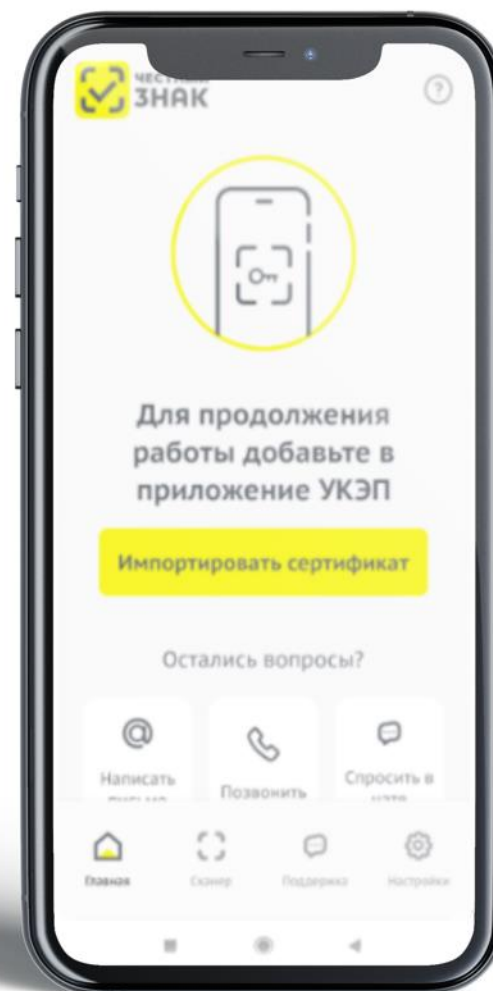 ЗНАК
?
Для продолжения
работы добавьте в
приложение УКЭП
Импортировать сертификат
Остались вопросы?
Написать
Позвонить
Спросить в
Главная
Сканер
Поддержка
Настройки